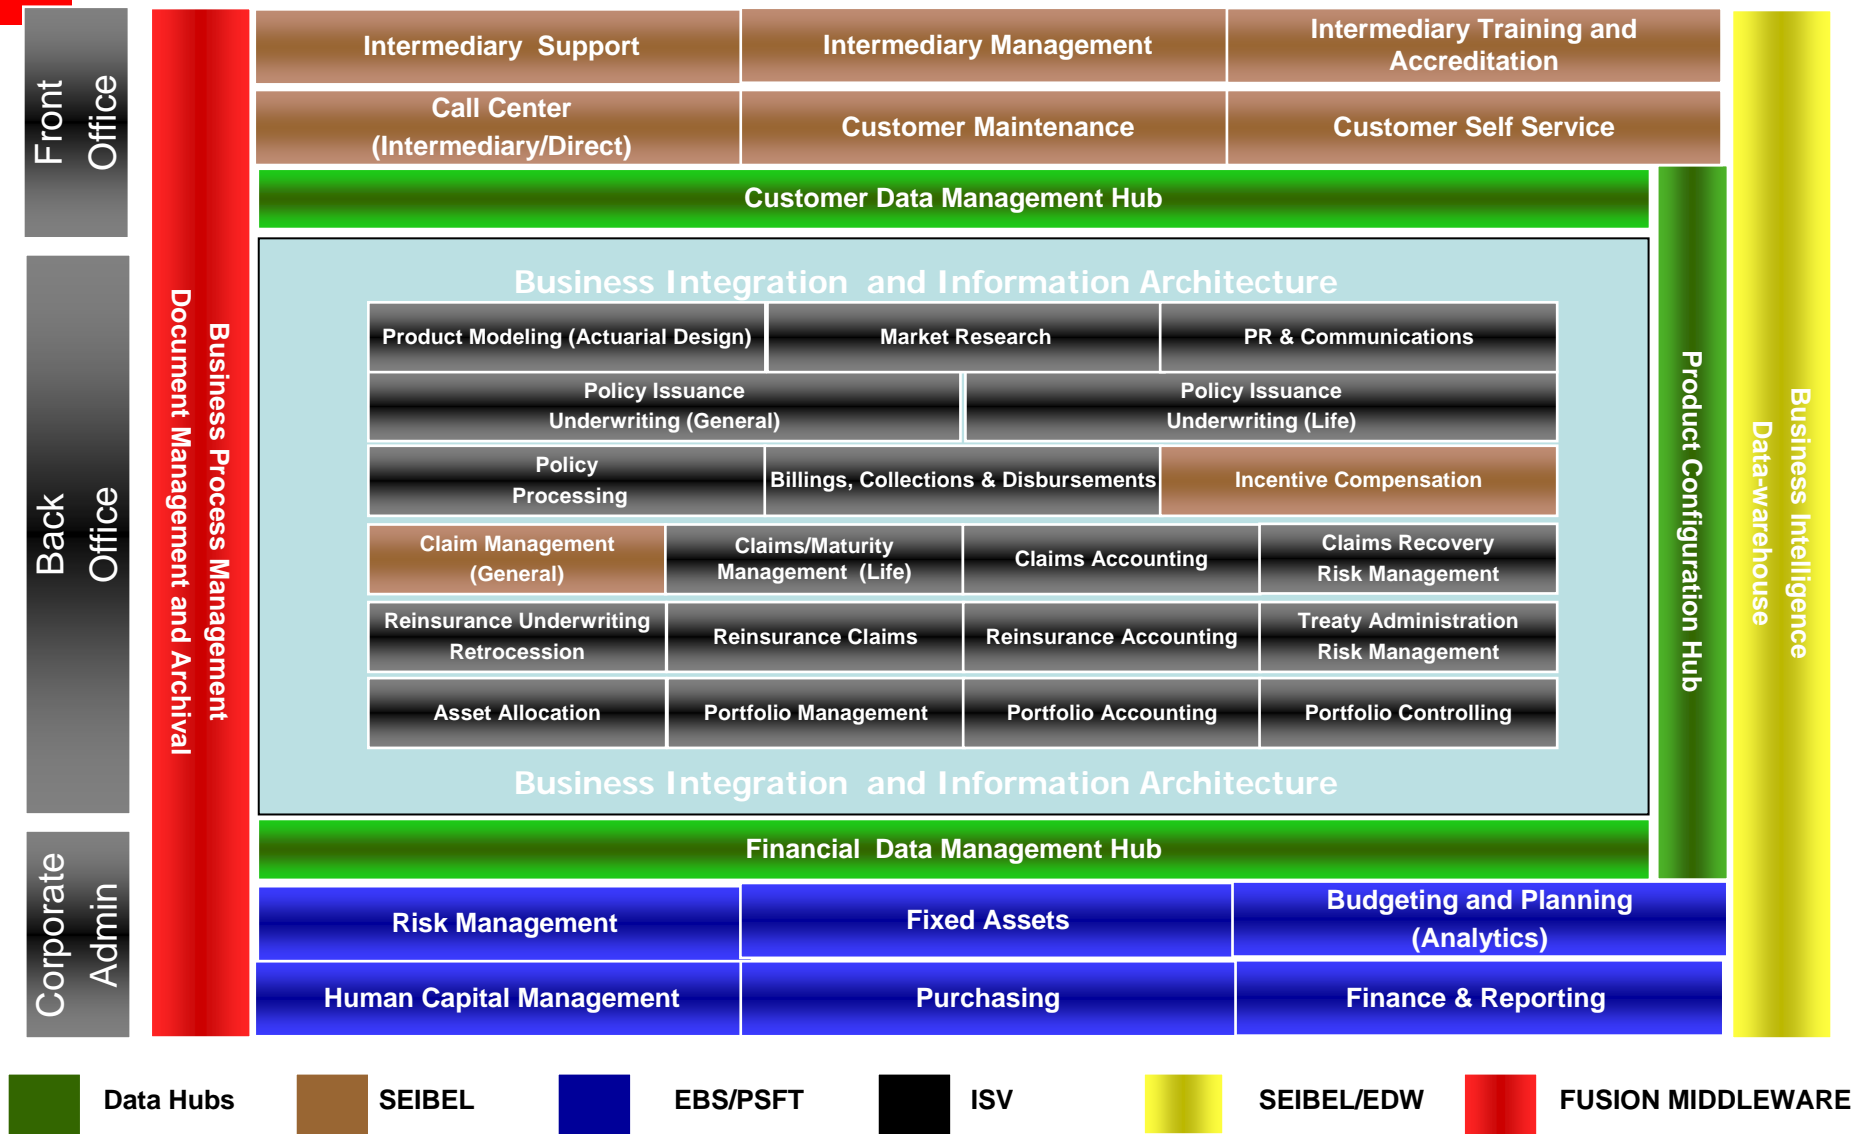 Front
Office
Back
Office
Corporate
Admin
Business Process Management
Document Management and Archival
Intermediary Support
Intermediary Management
Intermediary Training and
Accreditation
Call Center
(Intermediary/Direct)
Customer Maintenance
Customer Self Service
Customer Data Management Hub
Business Integration and Information Architecture
Product Modeling (Actuarial Design)
Market Research
PR & Communications
Policy Issuance
Underwriting (General)
Policy Issuance
Underwriting (Life)
Policy
Processing
Billings, Collections & Disbursements
Incentive Compensation
Claim Management
(General)
Claims/Maturity
Management (Life)
Claims Accounting
Claims Recovery
Risk Management
Reinsurance Underwriting
Retrocession
Reinsurance Claims
Reinsurance Accounting
Treaty Administration
Risk Management
Asset Allocation
Portfolio Management
Portfolio Accounting
Portfolio Controlling
Business Integration and Information Architecture
Financial Data Management Hub
Product Configuration Hub
Business Intelligence
Data-warehouse
Risk Management
Fixed Assets
Budgeting and Planning
(Analytics)
Human Capital Management
Purchasing
Finance & Reporting
Data Hubs
SEIBEL
EBS/PSFT
ISV
SEIBEL/EDW
FUSION MIDDLEWARE